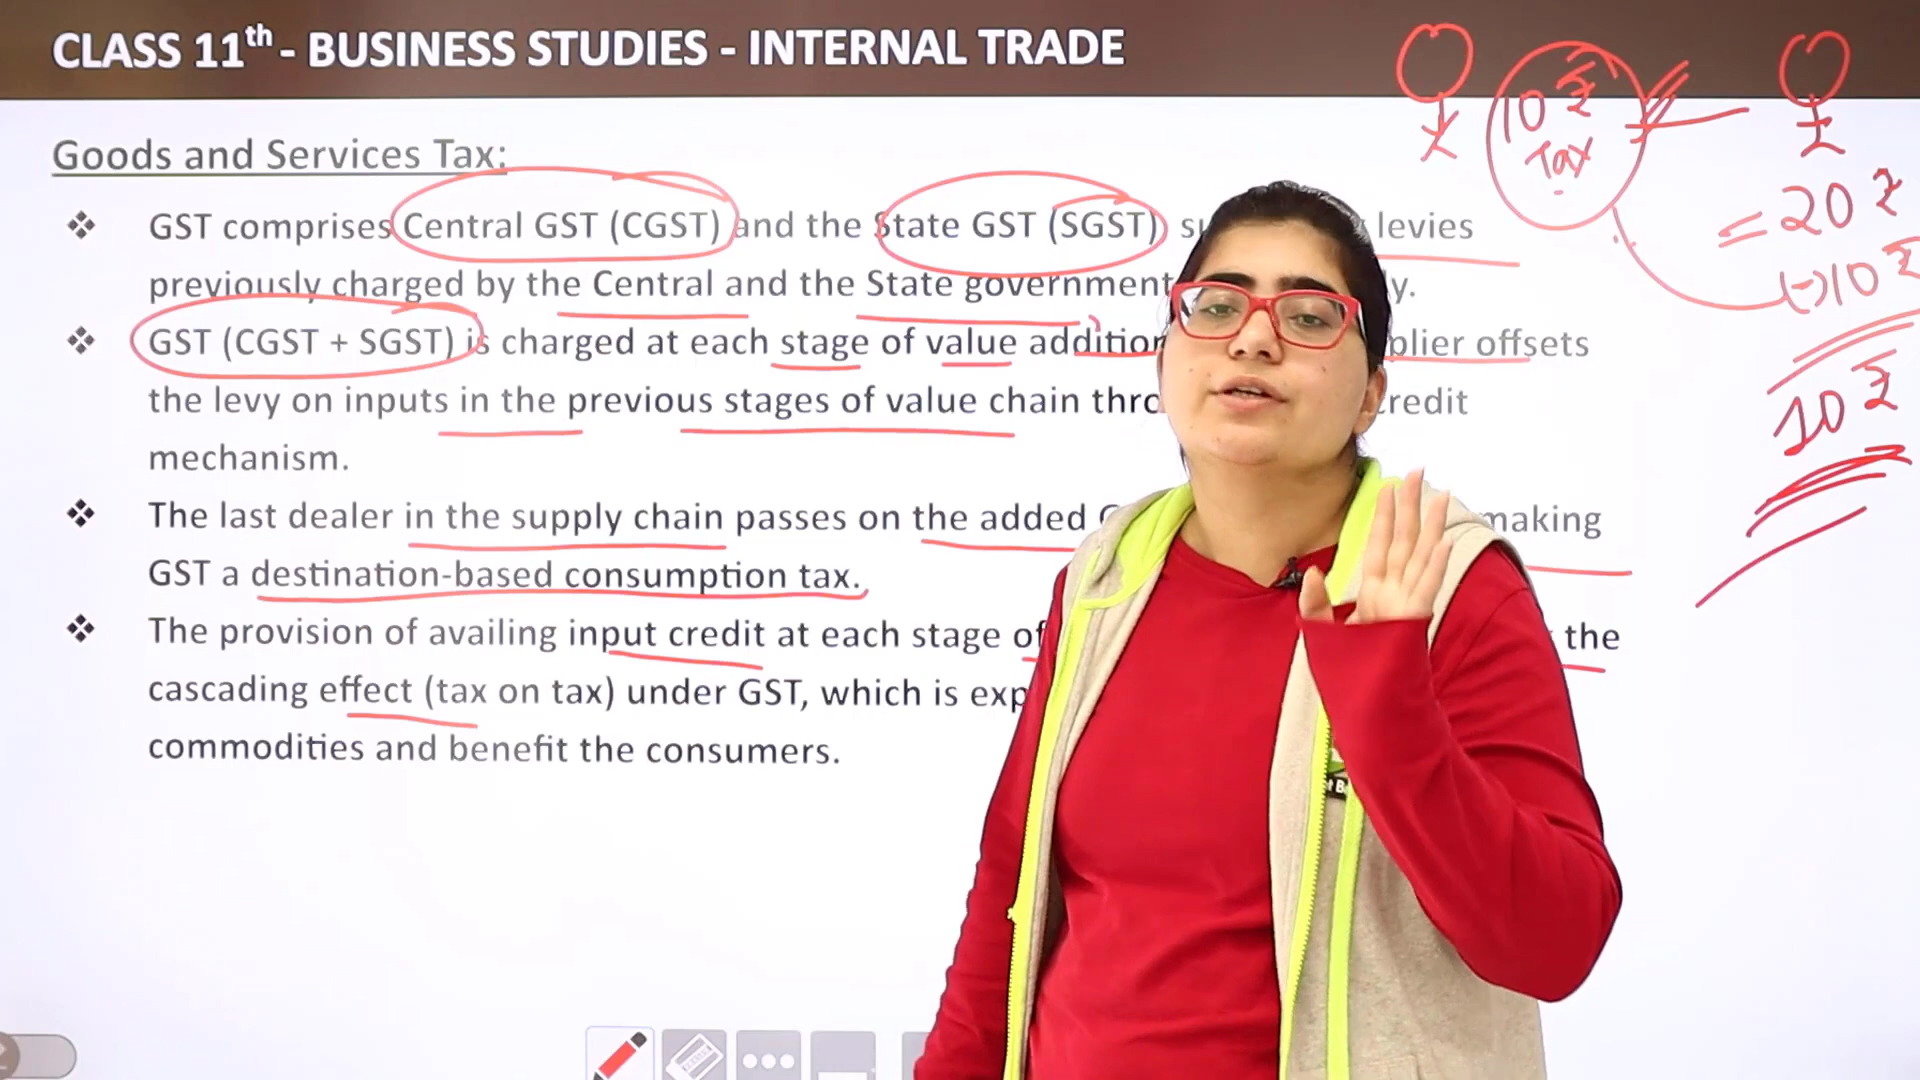 CLASS 11th - BUSINESS STUDIES - INTERNAL TRADE
Goods and Services Tax:
GST comprises Central GST (CGST) and the State GST (SGST) levies
previously charged by the Central and the State government
GST (CGST + SGST) is charged at each stage of value addition offsets
the levy on inputs in the previous stages of value chain credit
mechanism.
The last dealer in the supply chain passes on the added making
GST a destination-based consumption tax.
The provision of availing input credit at each stage of the
cascading effect (tax on tax) under GST, which is
commodities and benefit the consumers.
10 ₹
Tax
= 20 ₹
(-) 10 ₹
10 ₹